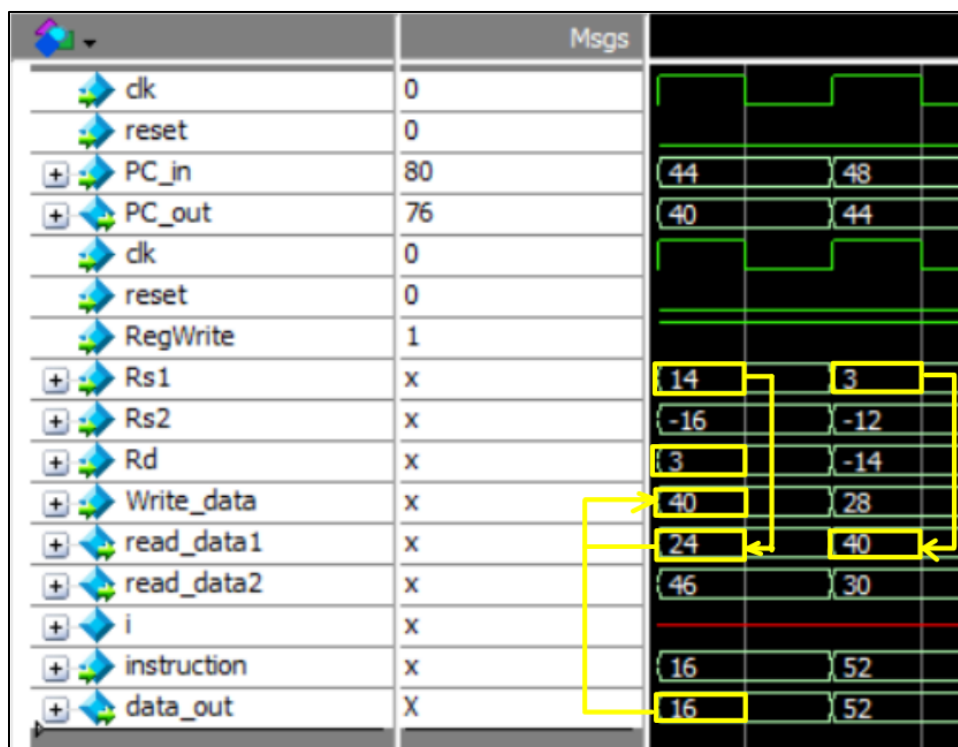 Msgs
clk 0
reset 0
PC_in 80 44 48
PC_out 76 40 44
clk 0
reset 0
RegWrite 1
Rs1 x 14 3
Rs2 x -16 -12
Rd x 3 -14
Write_data x 40 28
read_data1 x 24 40
read_data2 x 46 30
i x
instruction x 16 52
data_out X 16 52